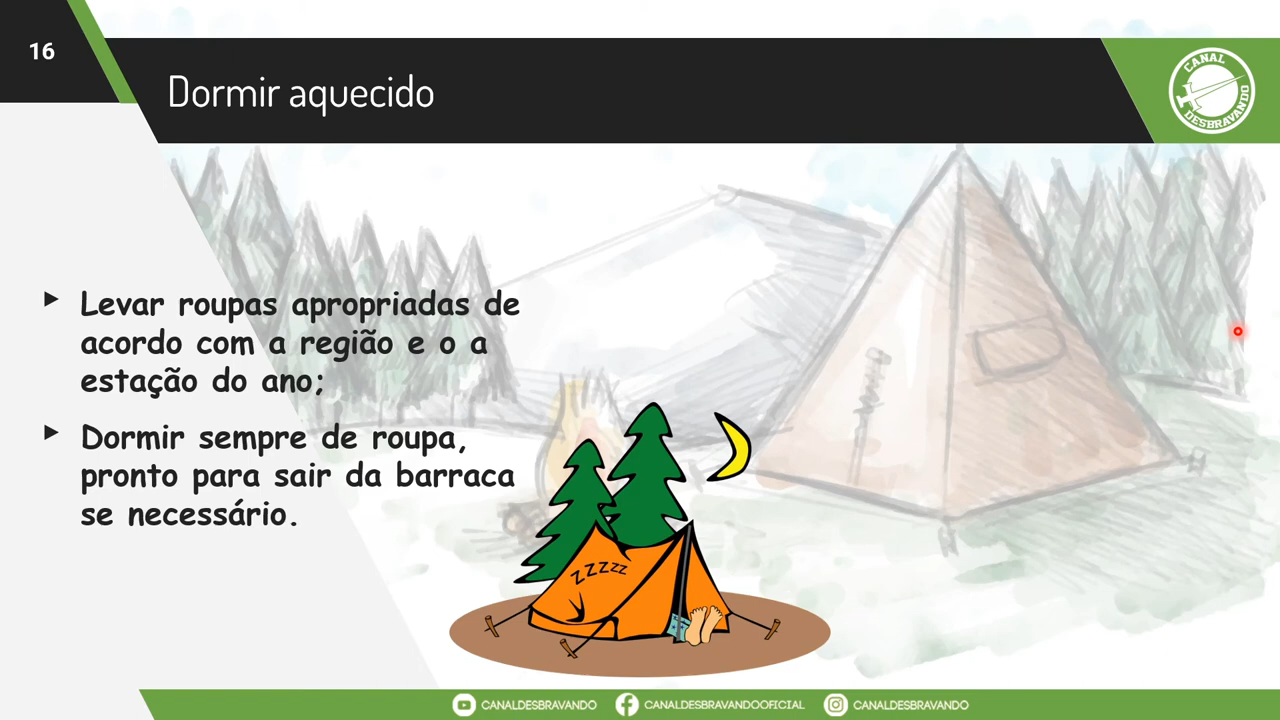 16
Dormir aquecido
CANAL
DESBRAVANDO
Levar roupas apropriadas de
acordo com a região e o a
estação do ano;
Dormir sempre de roupa,
pronto para sair da barraca
se necessário.
ZZZZZ
CANALDESBRAVANDO
CANALDESBRAVANDOOFICIAL
CANALDESBRAVANDO